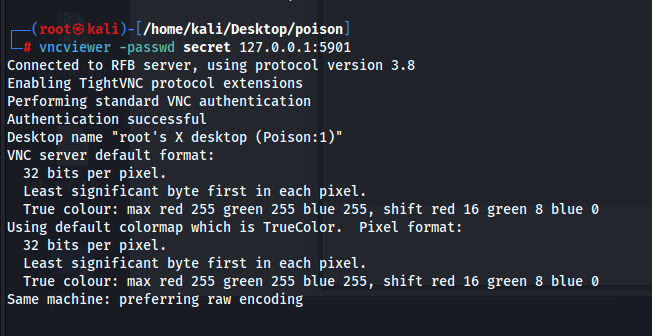 ┌──(root㉿kali)-[/home/kali/Desktop/poison]
└─# vncviewer -passwd secret 127.0.0.1:5901
Connected to RFB server, using protocol version 3.8
Enabling TightVNC protocol extensions
Performing standard VNC authentication
Authentication successful
Desktop name "root's X desktop (Poison:1)"
VNC server default format:
  32 bits per pixel.
  Least significant byte first in each pixel.
  True colour: max red 255 green 255 blue 255, shift red 16 green 8 blue 0
Using default colormap which is TrueColor.  Pixel format:
  32 bits per pixel.
  Least significant byte first in each pixel.
  True colour: max red 255 green 255 blue 255, shift red 16 green 8 blue 0
Same machine: preferring raw encoding